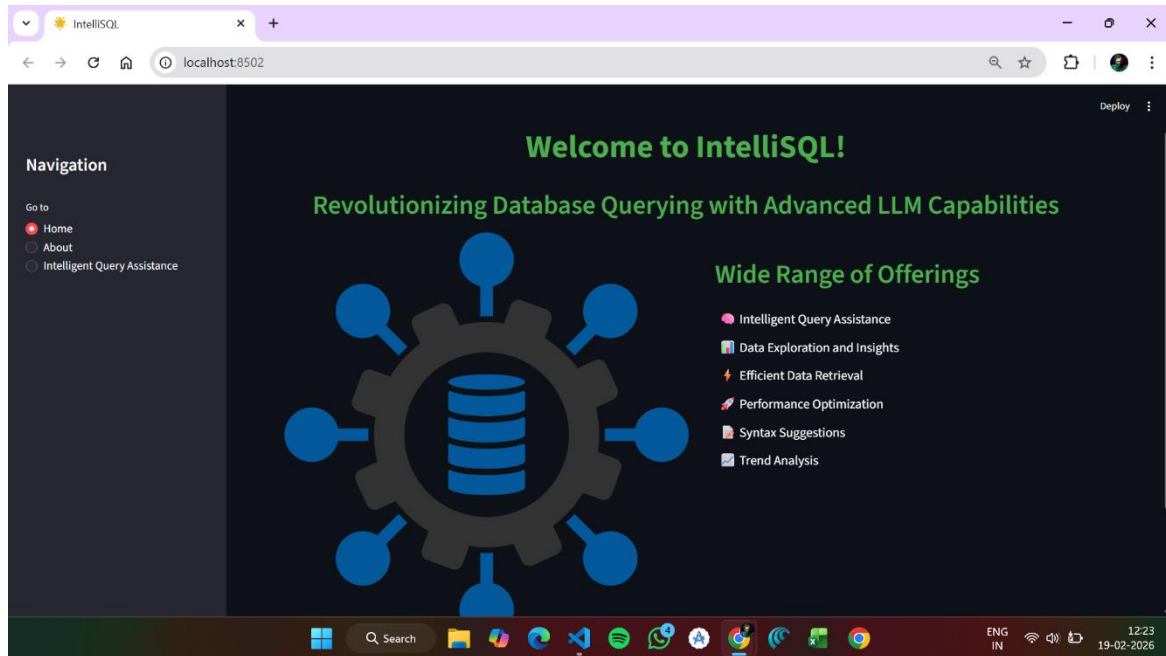 IntelliSQL
localhost:8502
Deploy
Navigation
Go to
Home
About
Intelligent Query Assistance
Welcome to IntelliSQL!
Revolutionizing Database Querying with Advanced LLM Capabilities
Wide Range of Offerings
Intelligent Query Assistance
Data Exploration and Insights
Efficient Data Retrieval
Performance Optimization
Syntax Suggestions
Trend Analysis
Search
4
ENG
IN
12:23
19-02-2026